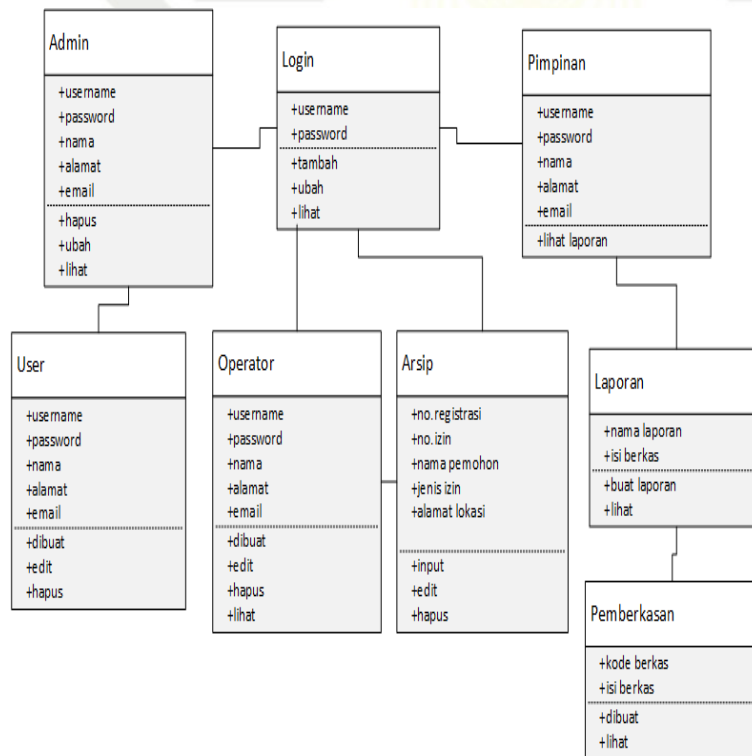 Admin
+username
+password
+nama
+alamat
+email
+hapus
+ubah
+lihat
Login
+username
+password
+tambah
+ubah
+lihat
Pimpinan
+username
+password
+nama
+alamat
+email
+lihat laporan
User
+username
+password
+nama
+alamat
+email
+dibuat
+edit
+hapus
Operator
+username
+password
+nama
+alamat
+email
+dibuat
+edit
+hapus
+lihat
Arsip
+no.registrasi
+no.izin
+nama pemohon
+jenis izin
+alamat lokasi
+input
+edit
+hapus
Laporan
+nama laporan
+isi berkas
+buat laporan
+lihat
Pemberkasan
+kode berkas
+isi berkas
+dibuat
+lihat